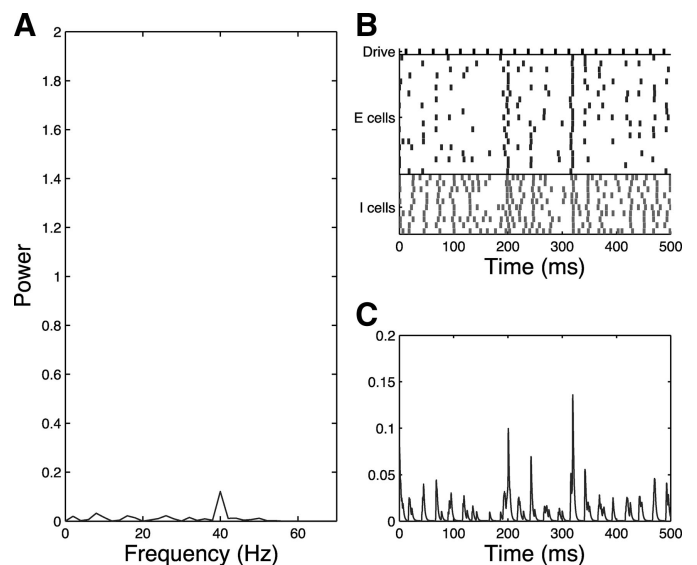 A
2
1.8
1.6
1.4
1.2
1
0.8
0.6
0.4
0.2
0
0 20 40 60
Power
Frequency (Hz)
B
Drive
E cells
I cells
0 100 200 300 400 500
Time (ms)
C
0.2
0.15
0.1
0.05
0
0 100 200 300 400 500
Time (ms)